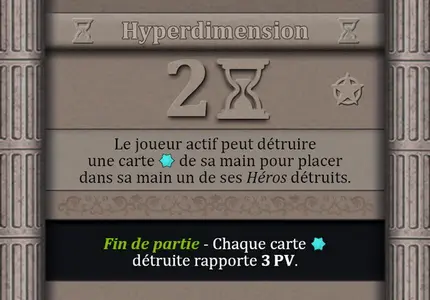 Hyperdimension
2
Le joueur actif peut détruire
une carte de sa main pour placer
dans sa main un de ses Héros détruits.
Fin de partie - Chaque carte
détruite rapporte 3 PV.